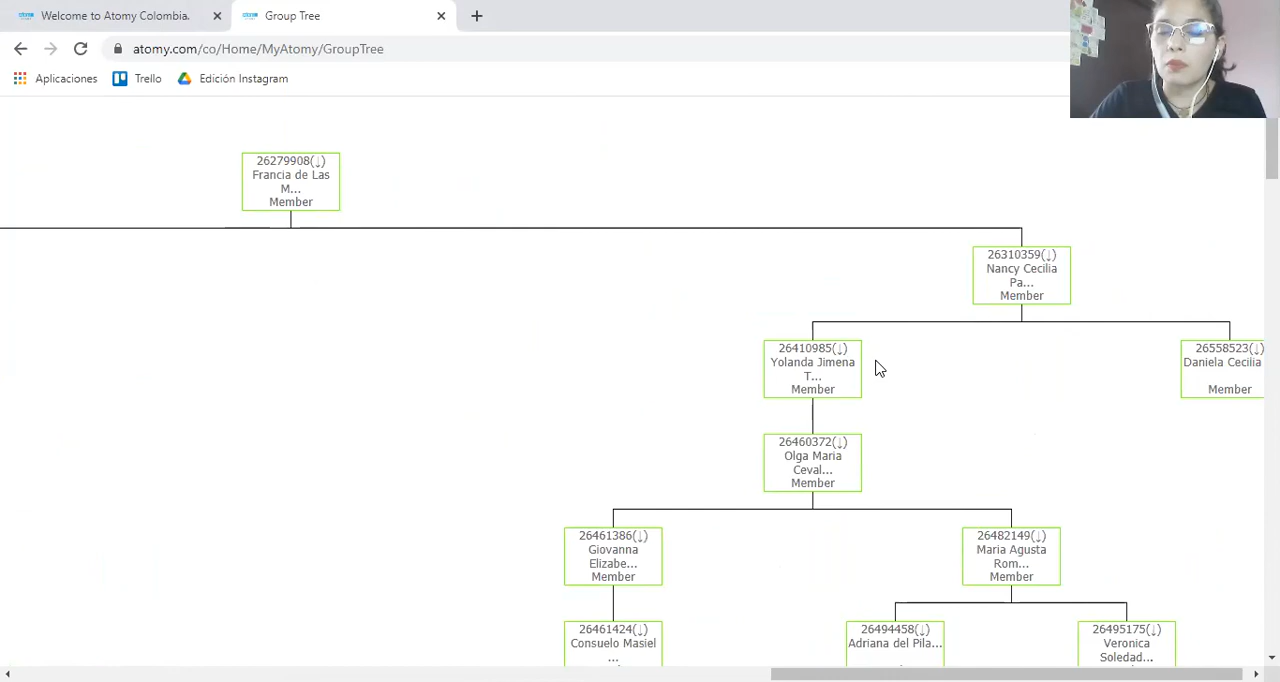 Welcome to Atomy Colombia.
Group Tree
atomy.com/co/Home/MyAtomy/GroupTree
Aplicaciones
Trello
Edición Instagram
26279908(↓)
Francia de Las
M...
Member
26310359(↓)
Nancy Cecilia
Pa...
Member
26410985(↓)
Yolanda Jimena
T...
Member
26558523(↓)
Daniela Cecilia
Member
26460372(↓)
Olga Maria
Ceval...
Member
26461386(↓)
Giovanna
Elizabe...
Member
26482149(↓)
Maria Agusta
Rom...
Member
26461424(↓)
Consuelo Masiel
...
26494458(↓)
Adriana del Pila...
26495175(↓)
Veronica
Soledad...